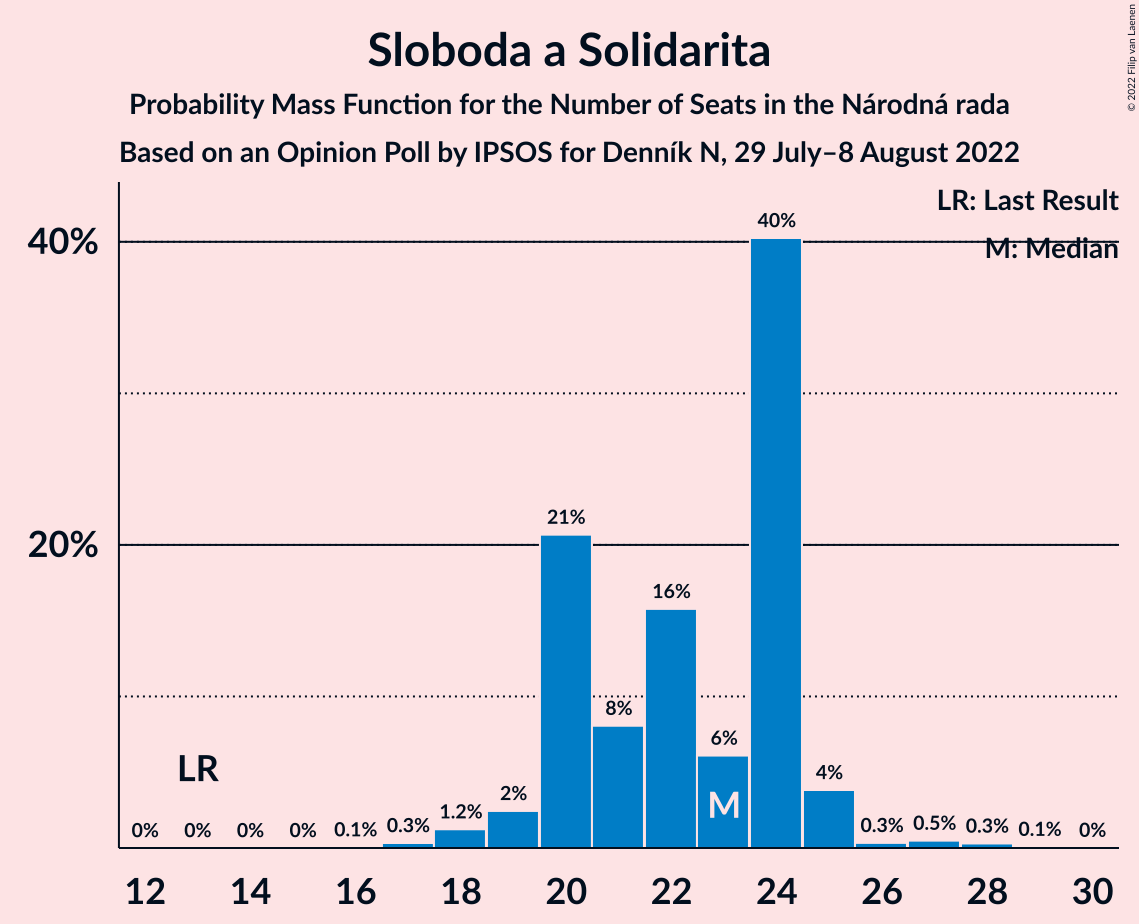 Sloboda a Solidarita
Probability Mass Function for the Number of Seats in the Národná rada
Based on an Opinion Poll by IPSOS for Denník N, 29 July–8 August 2022
© 2022 Filip van Laenen
LR: Last Result
M: Median
40%
20%
40%
21%
16%
8%
6%
4%
2%
1.2%
LR
M
0% 0% 0% 0% 0.1% 0.3% 0.3% 0.5% 0.3% 0.1% 0%
12 14 16 18 20 22 24 26 28 30